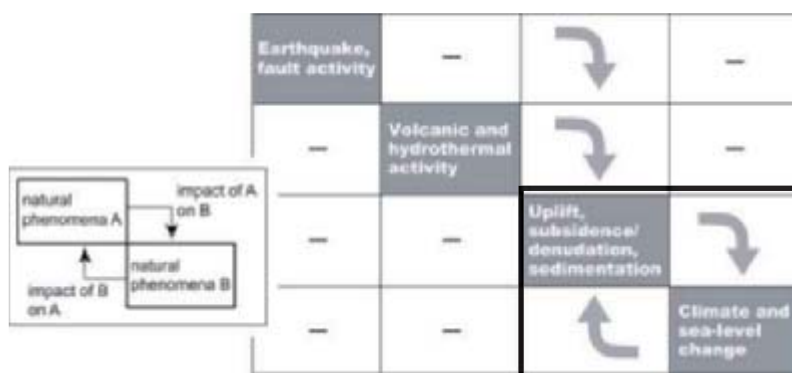 Earthquake,
fault activity
—
—
—
Volcanic and
hydrothermal
activity
—
natural
phenomena A
impact of A
on B
natural
phenomena B
impact of B
on A
—
—
Uplift,
subsidence/
denudation,
sedimentation
—
—
Climate and
sea-level
change